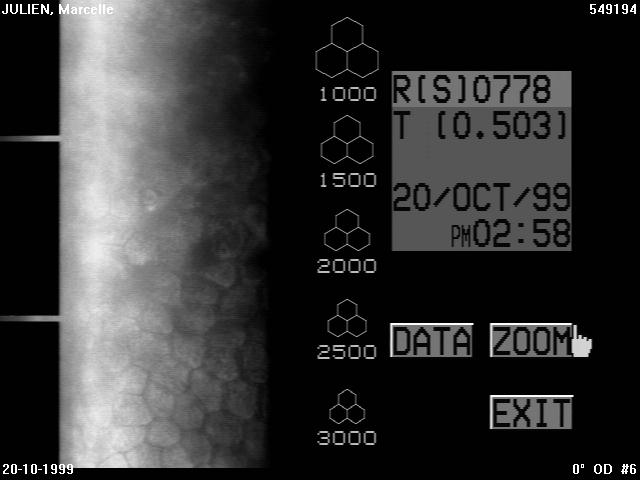 JULIEN, Marcelle
549194
1000
1500
2000
2500
3000
R[S]0778
T [0.503]
20/OCT/99
PM02:58
DATA
ZOOM
EXIT
20-10-1999
0° OD #6